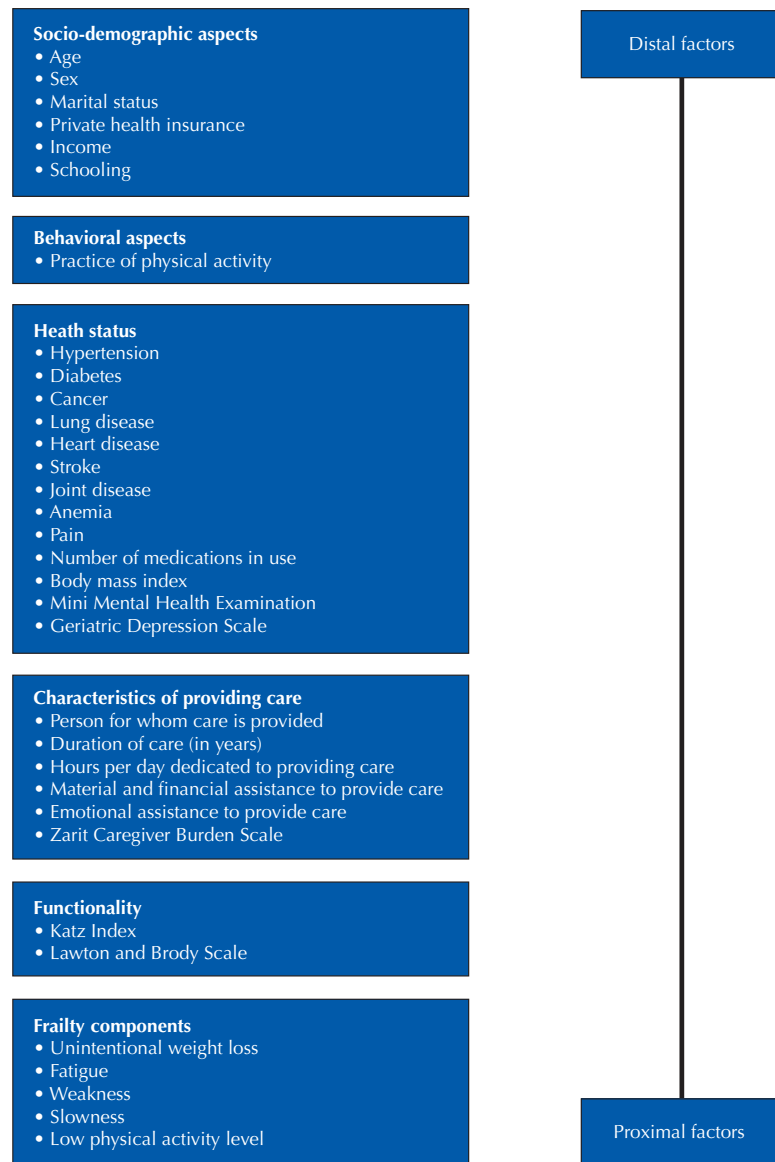 Socio-demographic aspects
• Age
• Sex
• Marital status
• Private health insurance
• Income
• Schooling
Behavioral aspects
• Practice of physical activity
Heath status
• Hypertension
• Diabetes
• Cancer
• Lung disease
• Heart disease
• Stroke
• Joint disease
• Anemia
• Pain
• Number of medications in use
• Body mass index
• Mini Mental Health Examination
• Geriatric Depression Scale
Characteristics of providing care
• Person for whom care is provided
• Duration of care (in years)
• Hours per day dedicated to providing care
• Material and financial assistance to provide care
• Emotional assistance to provide care
• Zarit Caregiver Burden Scale
Functionality
• Katz Index
• Lawton and Brody Scale
Frailty components
• Unintentional weight loss
• Fatigue
• Weakness
• Slowness
• Low physical activity level
Distal factors
Proximal factors